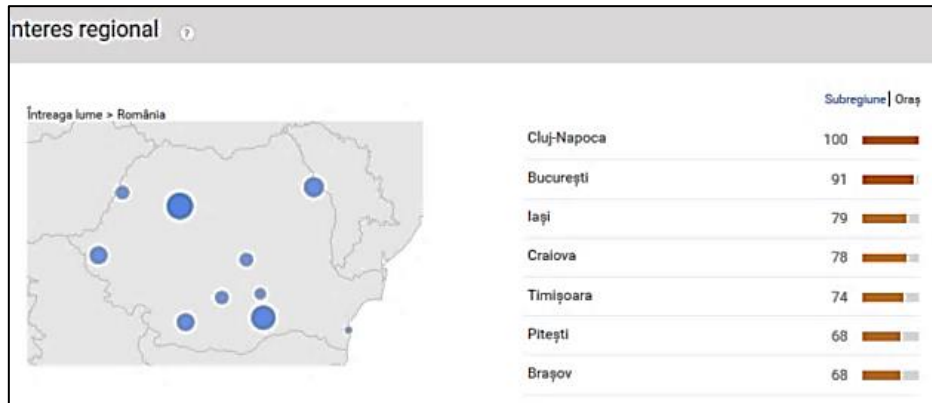 nteres regional ?
Subregiune Oraș
Întreaga lume > România
Cluj-Napoca 100
București 91
Iași 79
Craiova 78
Timișoara 74
Pitești 68
Brașov 68